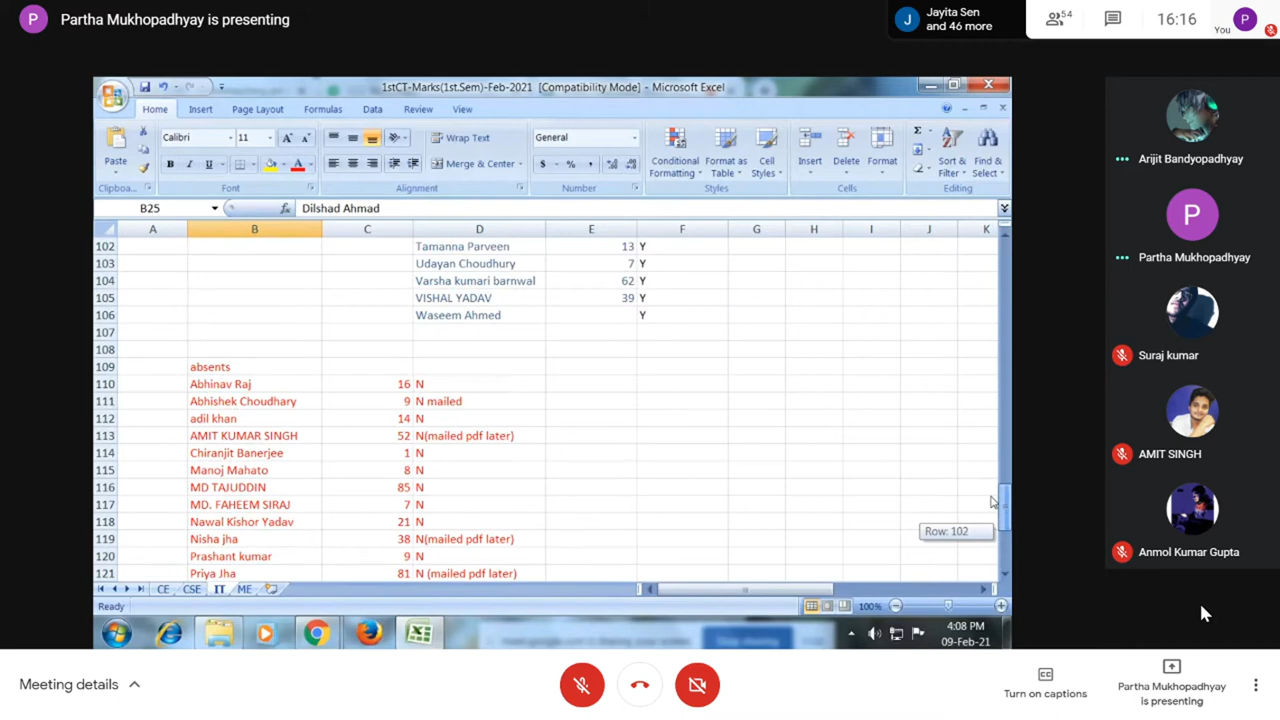 P Partha Mukhopadhyay is presenting
J Jayita Sen and 46 more
54
16:16
You P
1stCT-Marks(1st.Sem)-Feb-2021 [Compatibility Mode] - Microsoft Excel
Home Insert Page Layout Formulas Data Review View
Calibri 11 A A Wrap Text General
Paste B I U Merge & Center $ % , Conditional Formatting Format as Table Cell Styles Insert Delete Format Σ Sort & Filter Find & Select
Clipboa... Font Alignment Number Styles Cells Editing
B25 fx Dilshad Ahmad
A B C D E F G H I J K
102 Tamanna Parveen 13 Y
103 Udayan Choudhury 7 Y
104 Varsha kumari barnwal 62 Y
105 VISHAL YADAV 39 Y
106 Waseem Ahmed Y
107
108
109 absents
110 Abhinav Raj 16 N
111 Abhishek Choudhary 9 N mailed
112 adil khan 14 N
113 AMIT KUMAR SINGH 52 N(mailed pdf later)
114 Chiranjit Banerjee 1 N
115 Manoj Mahato 8 N
116 MD TAJUDDIN 85 N
117 MD. FAHEEM SIRAJ 7 N
118 Nawal Kishor Yadav 21 N
119 Nisha jha 38 N(mailed pdf later)
120 Prashant kumar 9 N
121 Priya Jha 81 N (mailed pdf later)
Row: 102
CE CSE IT ME
Ready 100%
4:08 PM
09-Feb-21
Arijit Bandyopadhyay
P
Partha Mukhopadhyay
Suraj kumar
AMIT SINGH
Anmol Kumar Gupta
Meeting details
CC
Turn on captions
Partha Mukhopadhyay
is presenting